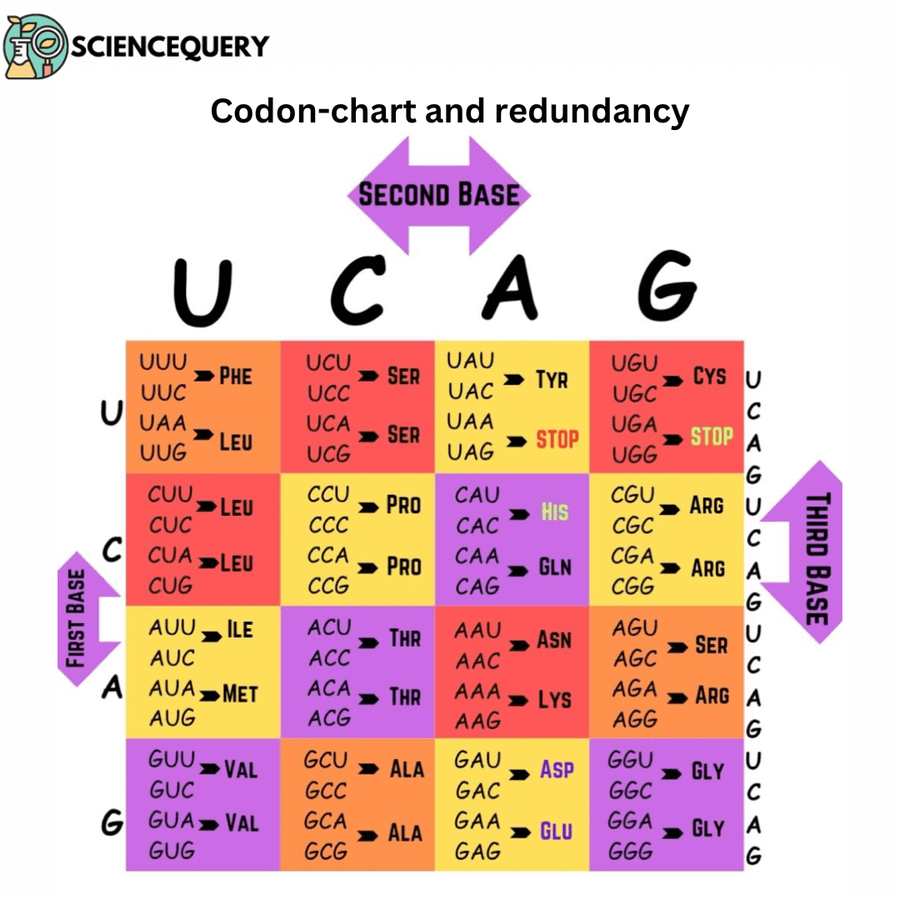 SCIENCEQUERY
Codon-chart and redundancy
SECOND BASE
U C A G
UUU UCU UAU UGU U
PHE SER TYR CYS
UUC UCC UAC UGC C
U
UAA UCA UAA UGA A
LEU SER STOP STOP
UUG UCG UAG UGG G
CUU CCU CAU CGU U
LEU PRO HIS ARG
CUC CCC CAC CGC C
C
CUA CCA CAA CGA A
LEU PRO GLN ARG
CUG CCG CAG CGG G
THIRD BASE
FIRST BASE
AUU ACU AAU AGU U
ILE THR ASN SER
AUC ACC AAC AGC C
A
AUA ACA AAA AGA A
MET THR LYS ARG
AUG ACG AAG AGG G
GUU GCU GAU GGU U
VAL ALA ASP GLY
GUC GCC GAC GGC C
G
GUA GCA GAA GGA A
VAL ALA GLU GLY
GUG GCG GAG GGG G